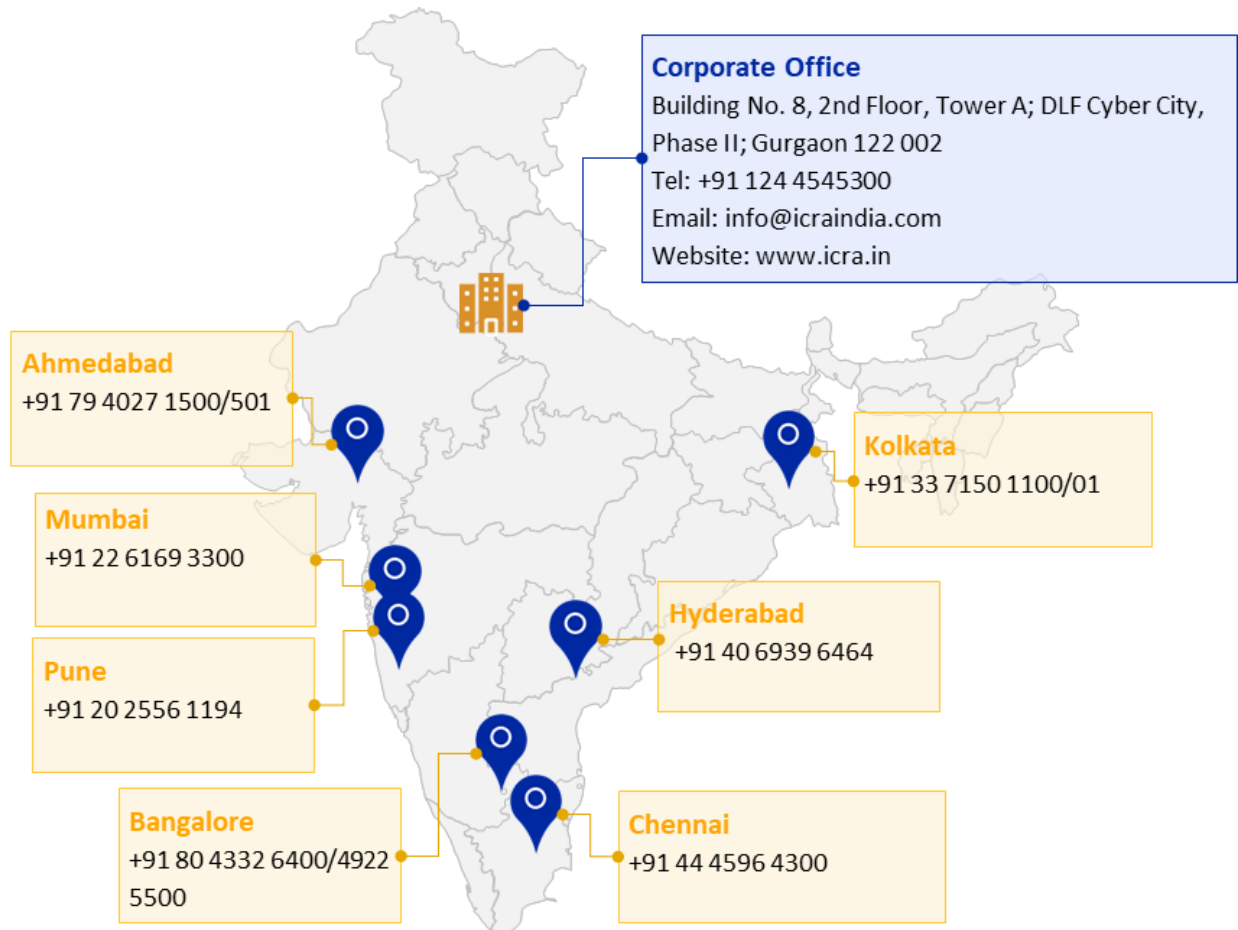 Corporate Office
Building No. 8, 2nd Floor, Tower A; DLF Cyber City,
Phase II; Gurgaon 122 002
Tel: +91 124 4545300
Email: info@icraindia.com
Website: www.icra.in
Ahmedabad
+91 79 4027 1500/501
Kolkata
+91 33 7150 1100/01
Mumbai
+91 22 6169 3300
Hyderabad
+91 40 6939 6464
Pune
+91 20 2556 1194
Bangalore
+91 80 4332 6400/4922
5500
Chennai
+91 44 4596 4300